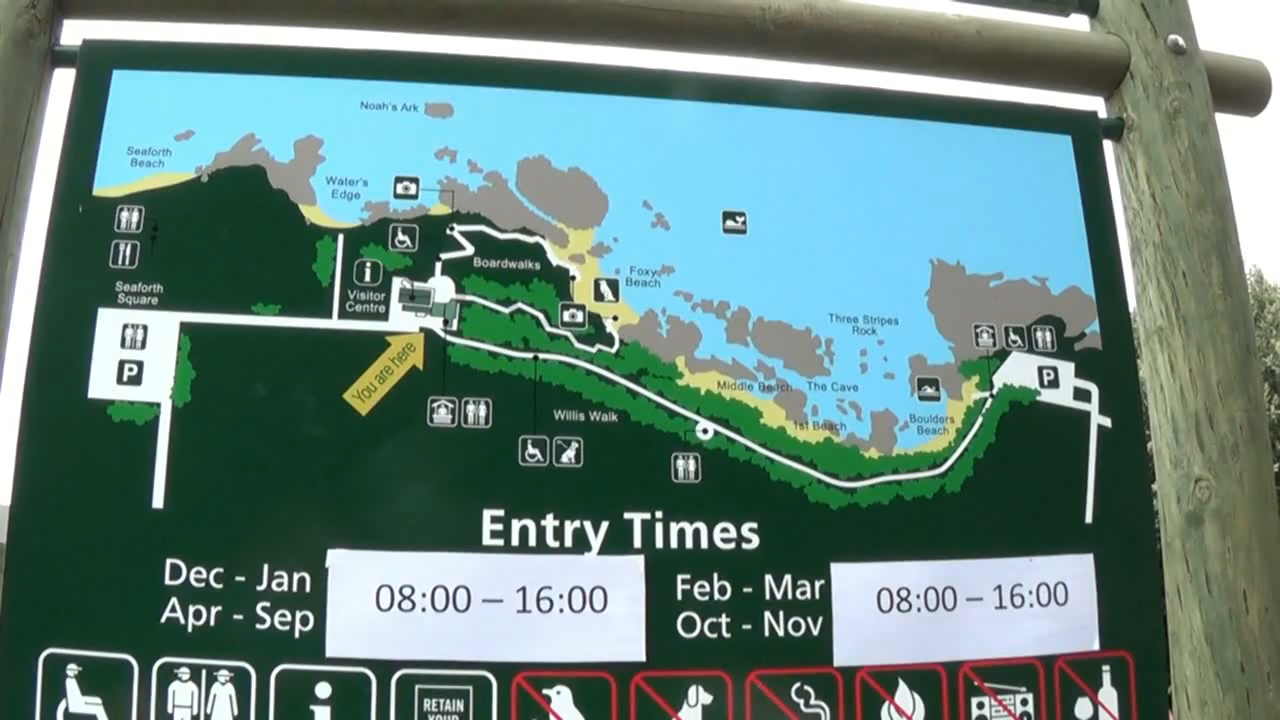 Noah's Ark
Seaforth
Beach
Water's
Edge
Boardwalks
Foxy
Beach
Seaforth
Square
i
Visitor
Centre
Three Stripes
Rock
P
P
You are here
Middle Beach
The Cave
1st Beach
Boulders
Beach
Willis Walk
Entry Times
Dec - Jan
Apr - Sep
08:00 – 16:00
Feb - Mar
Oct - Nov
08:00 – 16:00
RETAIN
YOUR